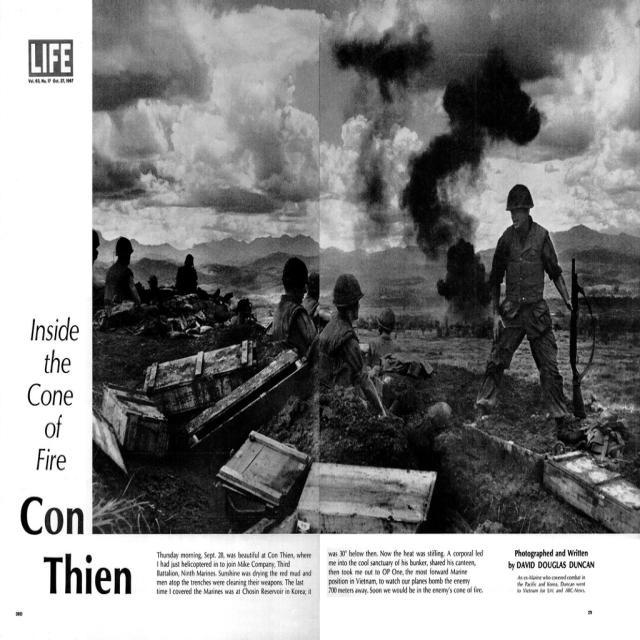 LIFE
Vol. 63, No. 17 Oct. 27, 1967
Inside
the
Cone
of
Fire
Con
Thien
Thursday morning, Sept. 28, was beautiful at Con Thien, where
I had just helicoptered in to join Mike Company, Third
Battalion, Ninth Marines. Sunshine was drying the red mud and
men atop the trenches were cleaning their weapons. The last
time I covered the Marines was at Chosin Reservoir in Korea; it
was 30° below then. Now the heat was stifling. A corporal led
me into the cool sanctuary of his bunker, shared his canteen,
then took me out to OP One, the most forward Marine
position in Vietnam, to watch our planes bomb the enemy
700 meters away. Soon we would be in the enemy's cone of fire.
Photographed and Written
by DAVID DOUGLAS DUNCAN
An ex-Marine who covered combat in
the Pacific and Korea, Duncan went
to Vietnam for LIFE and ABC-News.